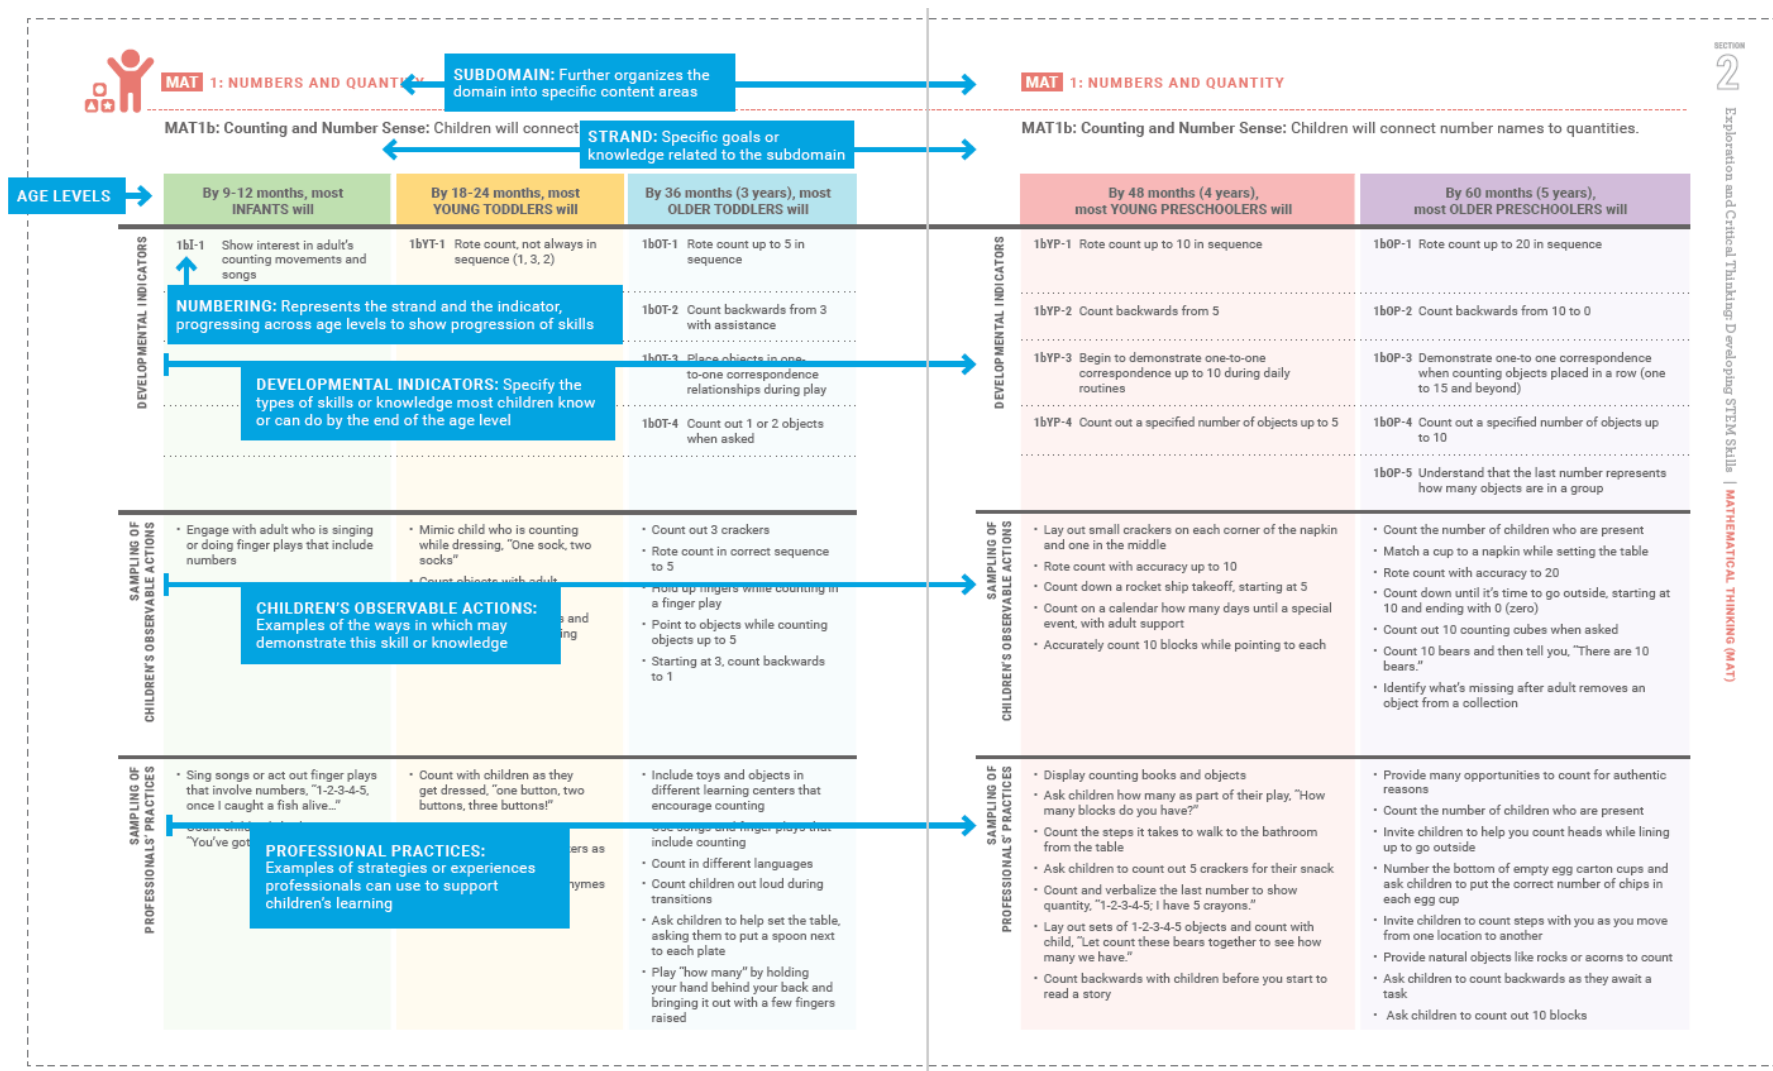 MAT 1: NUMBERS AND QUANTITY
SUBDOMAIN: Further organizes the
domain into specific content areas
MAT1b: Counting and Number Sense: Children will connect
STRAND: Specific goals or
knowledge related to the subdomain
AGE LEVELS
By 9-12 months, most
INFANTS will
By 18-24 months, most
YOUNG TODDLERS will
By 36 months (3 years), most
OLDER TODDLERS will
DEVELOPMENTAL INDICATORS
1bI-1 Show interest in adult's
counting movements and
songs
1bYT-1 Rote count, not always in
sequence (1, 3, 2)
1bOT-1 Rote count up to 5 in
sequence
1bOT-2 Count backwards from 3
with assistance
1bOT-3 Place objects in one-
to-one correspondence
relationships during play
1bOT-4 Count out 1 or 2 objects
when asked
NUMBERING: Represents the strand and the indicator,
progressing across age levels to show progression of skills
DEVELOPMENTAL INDICATORS: Specify the
types of skills or knowledge most children know
or can do by the end of the age level
SAMPLING OF
CHILDREN'S OBSERVABLE ACTIONS
• Engage with adult who is singing
or doing finger plays that include
numbers
• Mimic child who is counting
while dressing, "One sock, two
socks"
• Count objects with adult
s and
ing
• Count out 3 crackers
• Rote count in correct sequence
to 5
• Hold up fingers while counting in
a finger play
• Point to objects while counting
objects up to 5
• Starting at 3, count backwards
to 1
CHILDREN'S OBSERVABLE ACTIONS:
Examples of the ways in which may
demonstrate this skill or knowledge
SAMPLING OF
PROFESSIONALS' PRACTICES
• Sing songs or act out finger plays
that involve numbers, "1-2-3-4-5,
once I caught a fish alive…"
"You've got
• Count with children as they
get dressed, "one button, two
buttons, three buttons!"
kers as
hymes
• Include toys and objects in
different learning centers that
encourage counting
• Use songs and finger plays that
include counting
• Count in different languages
• Count children out loud during
transitions
• Ask children to help set the table,
asking them to put a spoon next
to each plate
• Play "how many" by holding
your hand behind your back and
bringing it out with a few fingers
raised
PROFESSIONAL PRACTICES:
Examples of strategies or experiences
professionals can use to support
children's learning
MAT 1: NUMBERS AND QUANTITY
MAT1b: Counting and Number Sense: Children will connect number names to quantities.
By 48 months (4 years),
most YOUNG PRESCHOOLERS will
By 60 months (5 years),
most OLDER PRESCHOOLERS will
DEVELOPMENTAL INDICATORS
1bYP-1 Rote count up to 10 in sequence
1bYP-2 Count backwards from 5
1bYP-3 Begin to demonstrate one-to-one
correspondence up to 10 during daily
routines
1bYP-4 Count out a specified number of objects up to 5
1bOP-1 Rote count up to 20 in sequence
1bOP-2 Count backwards from 10 to 0
1bOP-3 Demonstrate one-to one correspondence
when counting objects placed in a row (one
to 15 and beyond)
1bOP-4 Count out a specified number of objects up
to 10
1bOP-5 Understand that the last number represents
how many objects are in a group
SAMPLING OF
CHILDREN'S OBSERVABLE ACTIONS
• Lay out small crackers on each corner of the napkin
and one in the middle
• Rote count with accuracy up to 10
• Count down a rocket ship takeoff, starting at 5
• Count on a calendar how many days until a special
event, with adult support
• Accurately count 10 blocks while pointing to each
• Count the number of children who are present
• Match a cup to a napkin while setting the table
• Rote count with accuracy to 20
• Count down until it's time to go outside, starting at
10 and ending with 0 (zero)
• Count out 10 counting cubes when asked
• Count 10 bears and then tell you, "There are 10
bears."
• Identify what's missing after adult removes an
object from a collection
SAMPLING OF
PROFESSIONALS' PRACTICES
• Display counting books and objects
• Ask children how many as part of their play, "How
many blocks do you have?"
• Count the steps it takes to walk to the bathroom
from the table
• Ask children to count out 5 crackers for their snack
• Count and verbalize the last number to show
quantity, "1-2-3-4-5; I have 5 crayons."
• Lay out sets of 1-2-3-4-5 objects and count with
child, "Let count these bears together to see how
many we have."
• Count backwards with children before you start to
read a story
• Provide many opportunities to count for authentic
reasons
• Count the number of children who are present
• Invite children to help you count heads while lining
up to go outside
• Number the bottom of empty egg carton cups and
ask children to put the correct number of chips in
each egg cup
• Invite children to count steps with you as you move
from one location to another
• Provide natural objects like rocks or acorns to count
• Ask children to count backwards as they await a
task
• Ask children to count out 10 blocks
SECTION
2
Exploration and Critical Thinking: Developing STEM Skills | MATHEMATICAL THINKING (MAT)